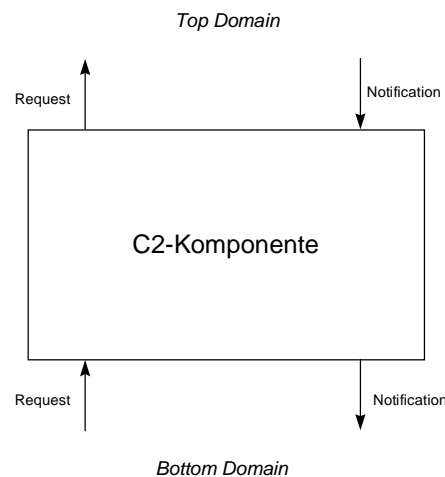 Top Domain
Request
Notification
C2-Komponente
Request
Notification
Bottom Domain